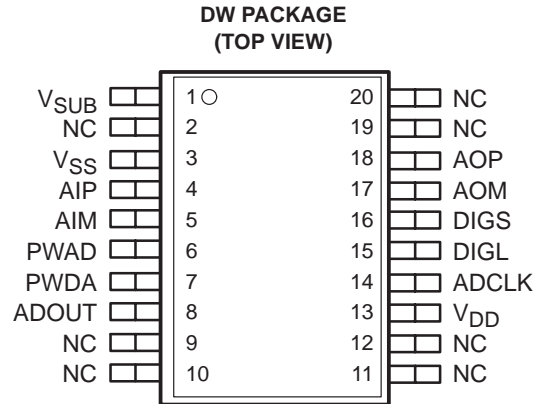 DW PACKAGE
(TOP VIEW)
VSUB 1 20 NC
NC 2 19 NC
VSS 3 18 AOP
AIP 4 17 AOM
AIM 5 16 DIGS
PWAD 6 15 DIGL
PWDA 7 14 ADCLK
ADOUT 8 13 VDD
NC 9 12 NC
NC 10 11 NC